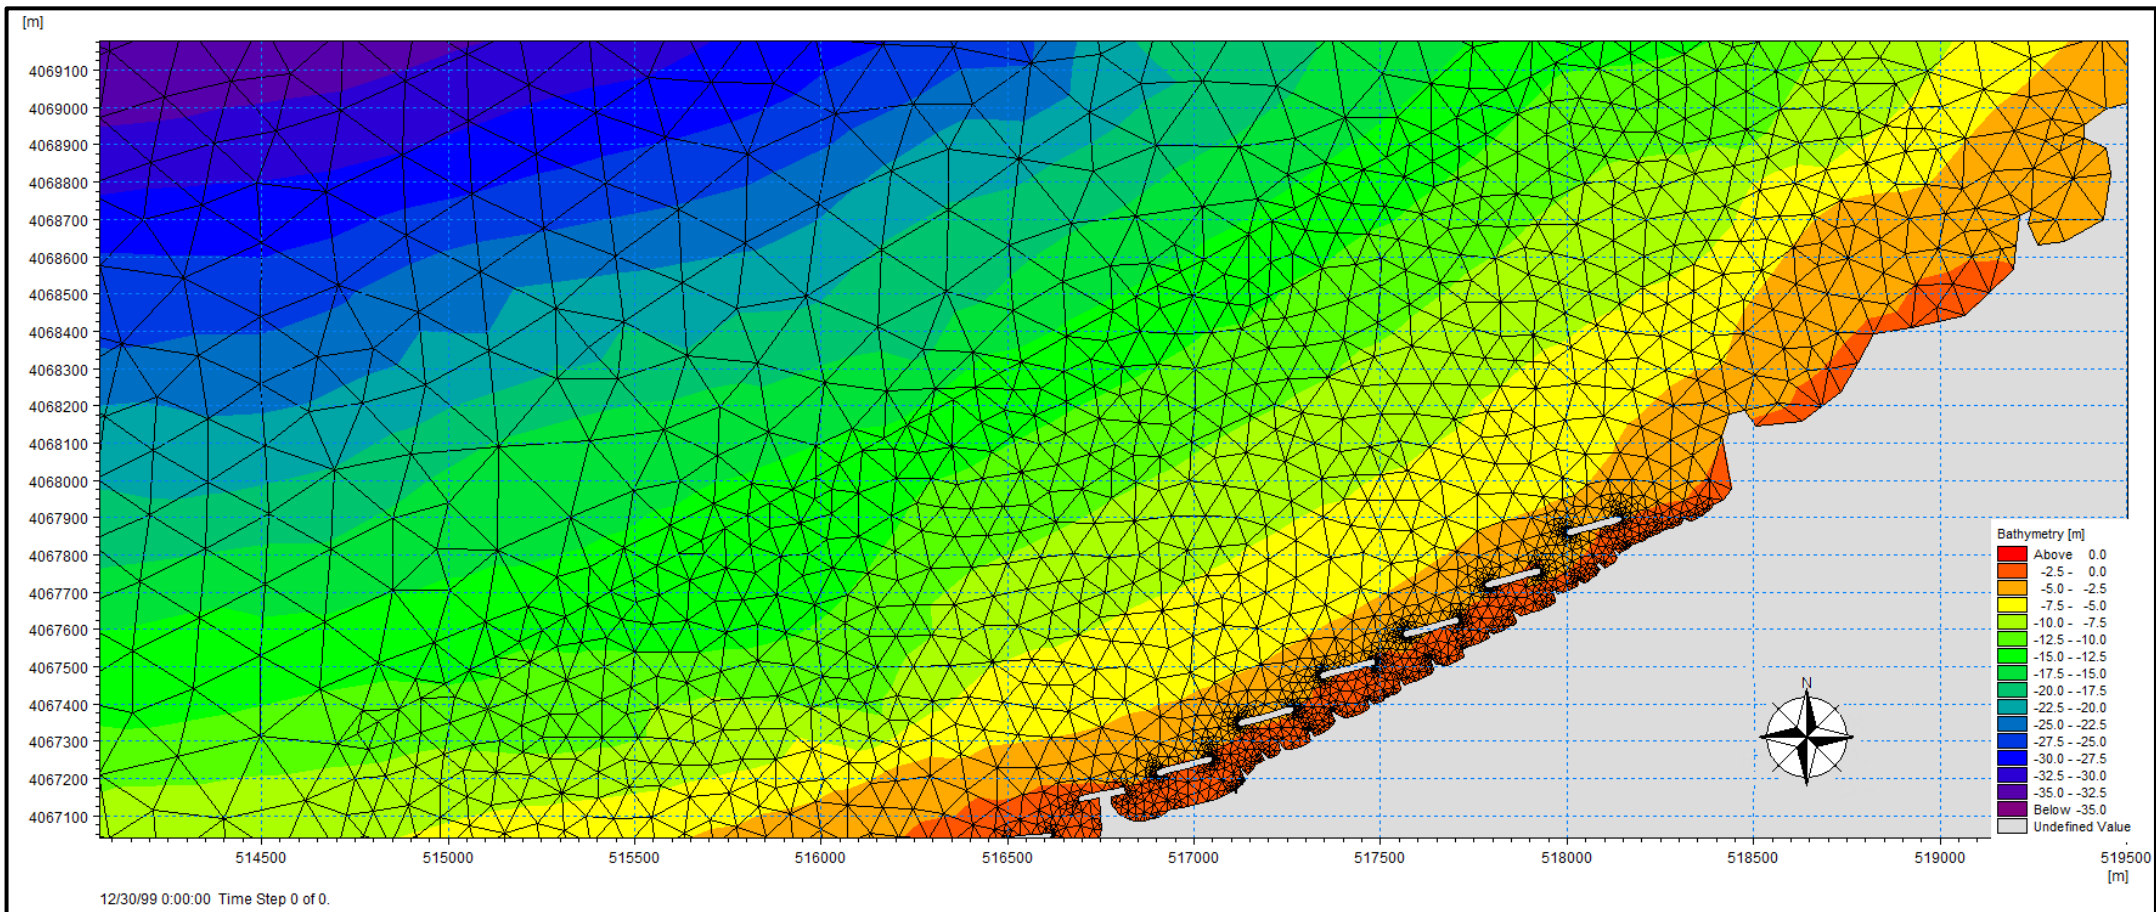 [m]
4069100
4069000
4068900
4068800
4068700
4068600
4068500
4068400
4068300
4068200
4068100
4068000
4067900
4067800
4067700
4067600
4067500
4067400
4067300
4067200
4067100
514500 515000 515500 516000 516500 517000 517500 518000 518500 519000 519500
[m]
N
Bathymetry [m]
Above 0.0
-2.5 - 0.0
-5.0 - -2.5
-7.5 - -5.0
-10.0 - -7.5
-12.5 - -10.0
-15.0 - -12.5
-17.5 - -15.0
-20.0 - -17.5
-22.5 - -20.0
-25.0 - -22.5
-27.5 - -25.0
-30.0 - -27.5
-32.5 - -30.0
-35.0 - -32.5
Below -35.0
Undefined Value
12/30/99 0:00:00 Time Step 0 of 0.